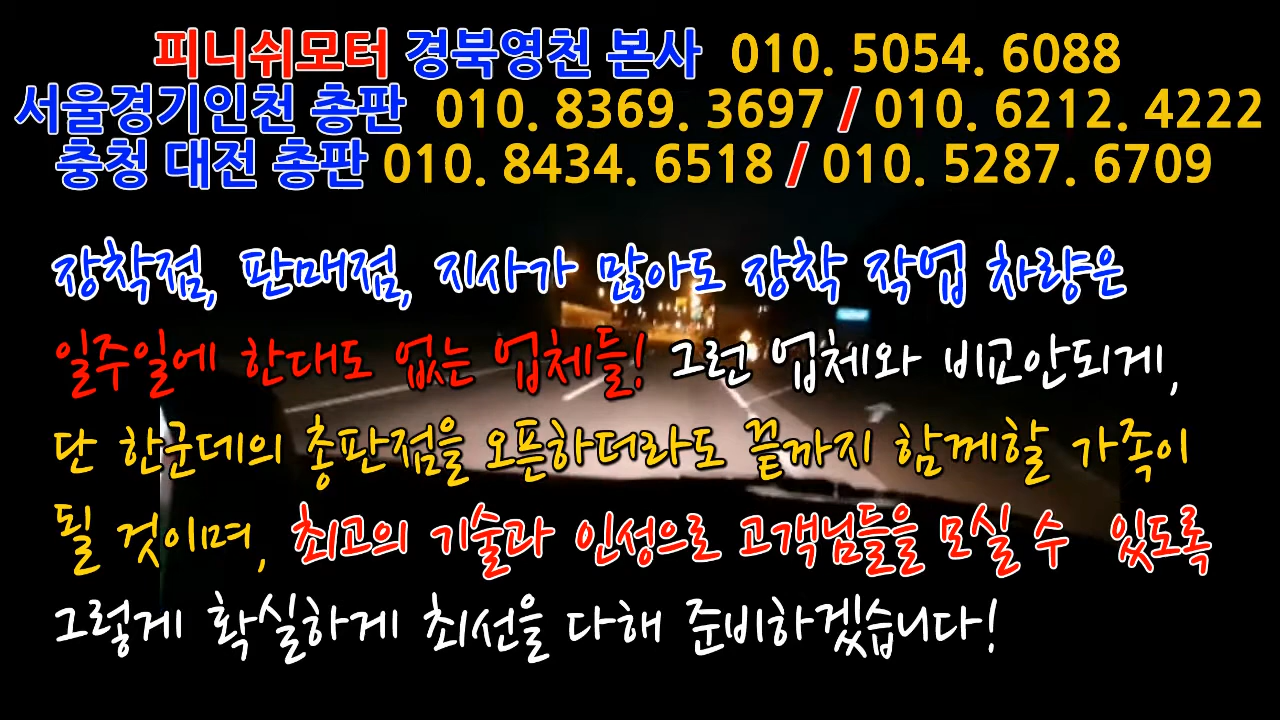 피니쉬모터 경북영천 본사 010. 5054. 6088
서울경기인천 총판 010. 8369. 3697 / 010. 6212. 4222
충청 대전 총판 010. 8434. 6518 / 010. 5287. 6709
장착점, 판매점, 지사가 많아도 장착 작업 차량은
일주일에 한대도 없는 업체들! 그런 업체와 비교안되게,
단 한군데의 총판점을 오픈하더라도 끝까지 함께할 가족이
될 것이며, 최고의 기술과 인성으로 고객님들을 모실 수 있도록
그렇게 확실하게 최선을 다해 준비하겠습니다!